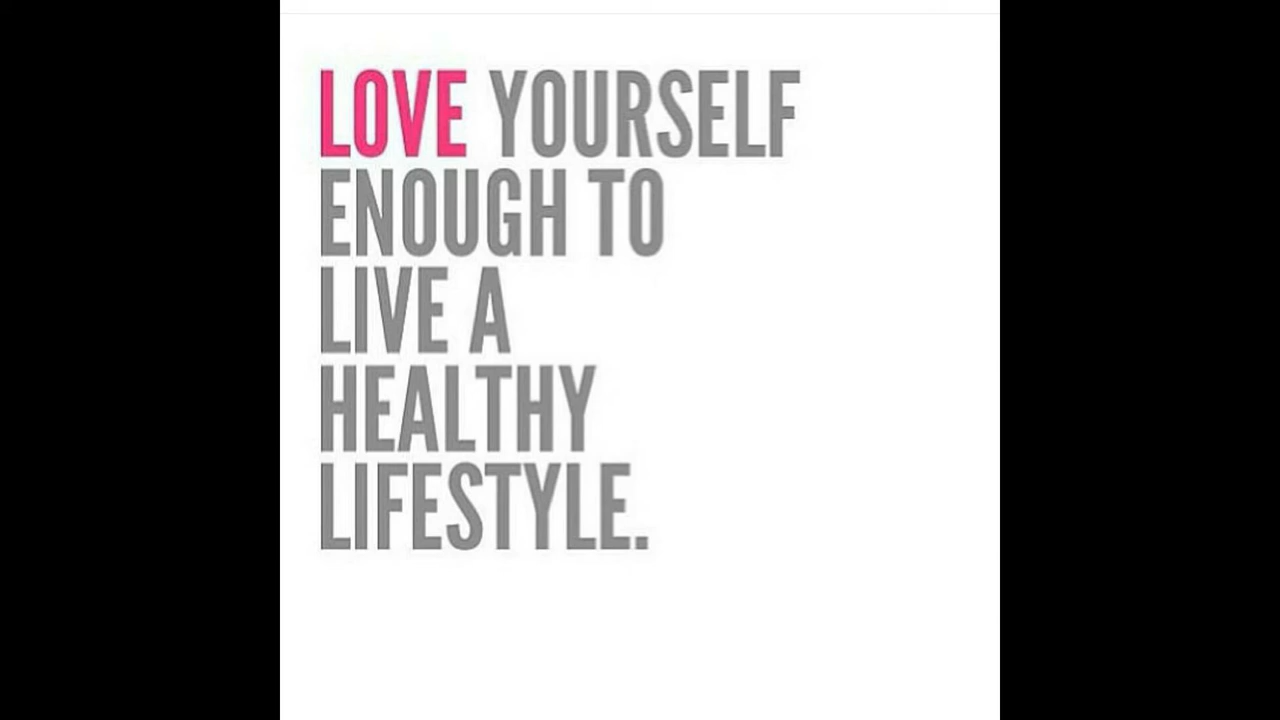 LOVE YOURSELF
ENOUGH TO
LIVE A
HEALTHY
LIFESTYLE.